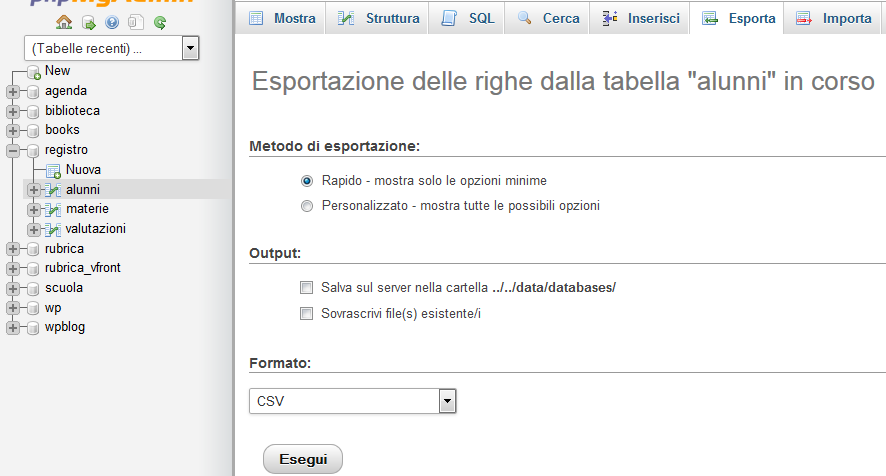 phpMyAdmin
(Tabelle recenti) ...
New
agenda
biblioteca
books
registro
Nuova
alunni
materie
valutazioni
rubrica
rubrica_vfront
scuola
wp
wpblog
Mostra Struttura SQL Cerca Inserisci Esporta Importa
Esportazione delle righe dalla tabella "alunni" in corso
Metodo di esportazione:
Rapido - mostra solo le opzioni minime
Personalizzato - mostra tutte le possibili opzioni
Output:
Salva sul server nella cartella ../../data/databases/
Sovrascrivi file(s) esistente/i
Formato:
CSV
Esegui